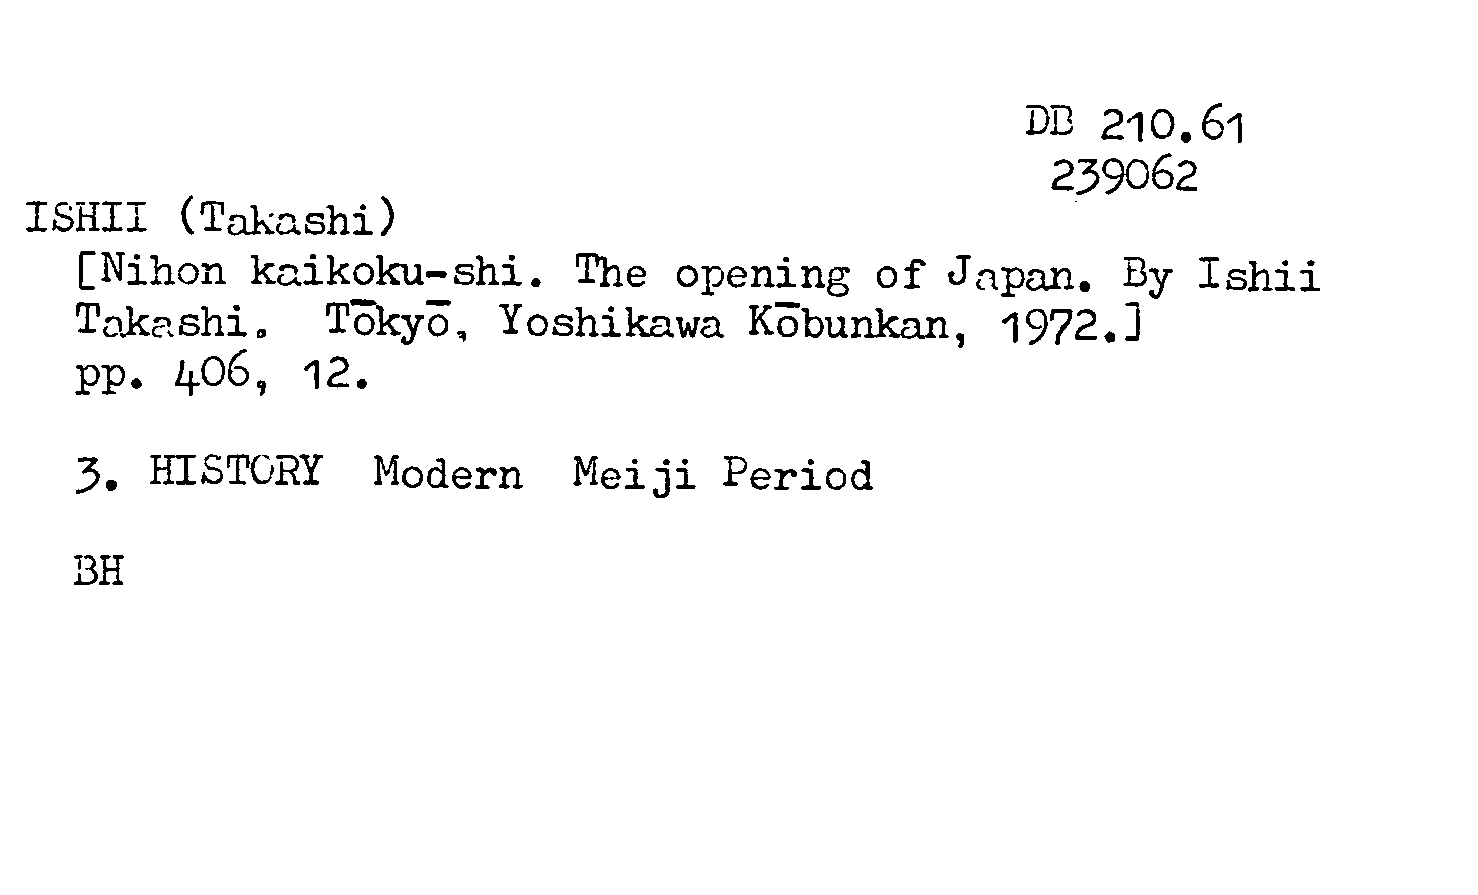 DB 210.61
239062
ISHII (Takashi)
[Nihon kaikoku-shi. The opening of Japan. By Ishii
Takashi. Tōkyō, Yoshikawa Kōbunkan, 1972.]
pp. 406, 12.
3. HISTORY Modern Meiji Period
BH